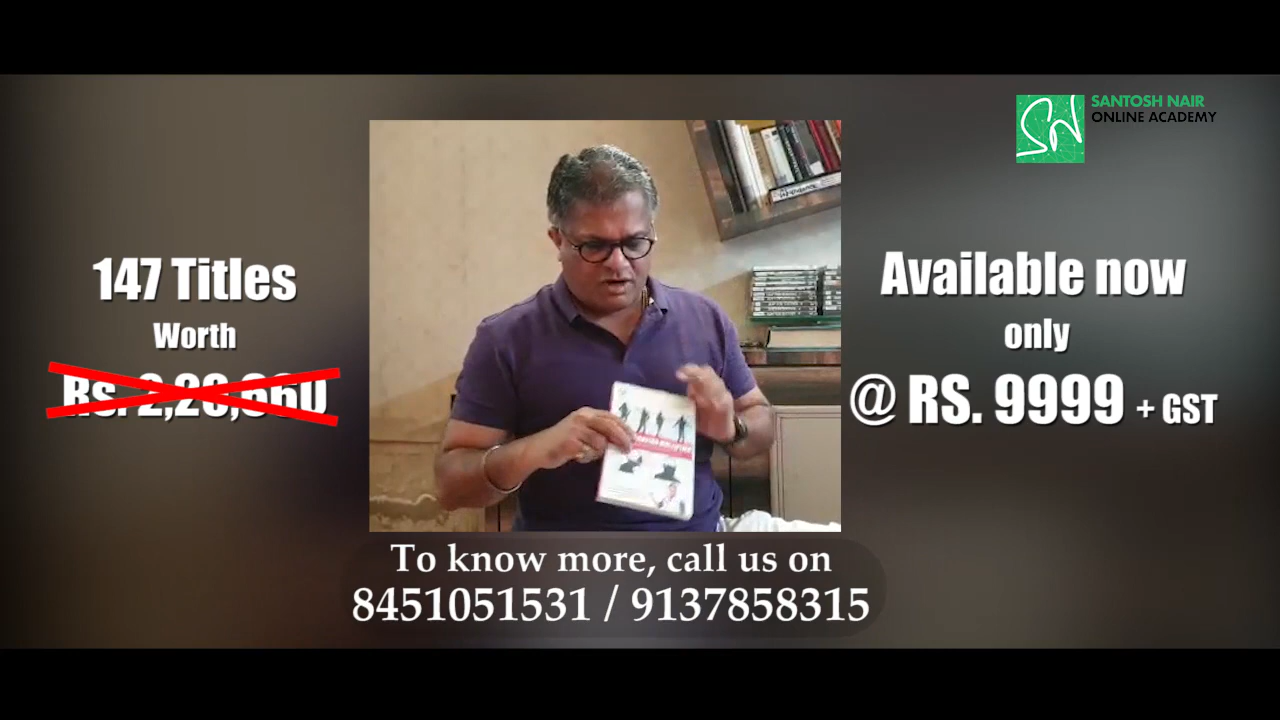 SANTOSH NAIR
ONLINE ACADEMY
147 Titles
Worth
Available now
only
@ RS. 9999 + GST
To know more, call us on
8451051531 / 9137858315